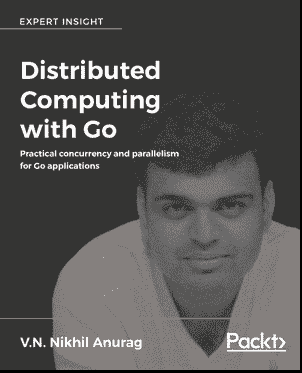 EXPERT INSIGHT
Distributed
Computing
with Go
Practical concurrency and parallelism
for Go applications
V.N. Nikhil Anurag
Packt>